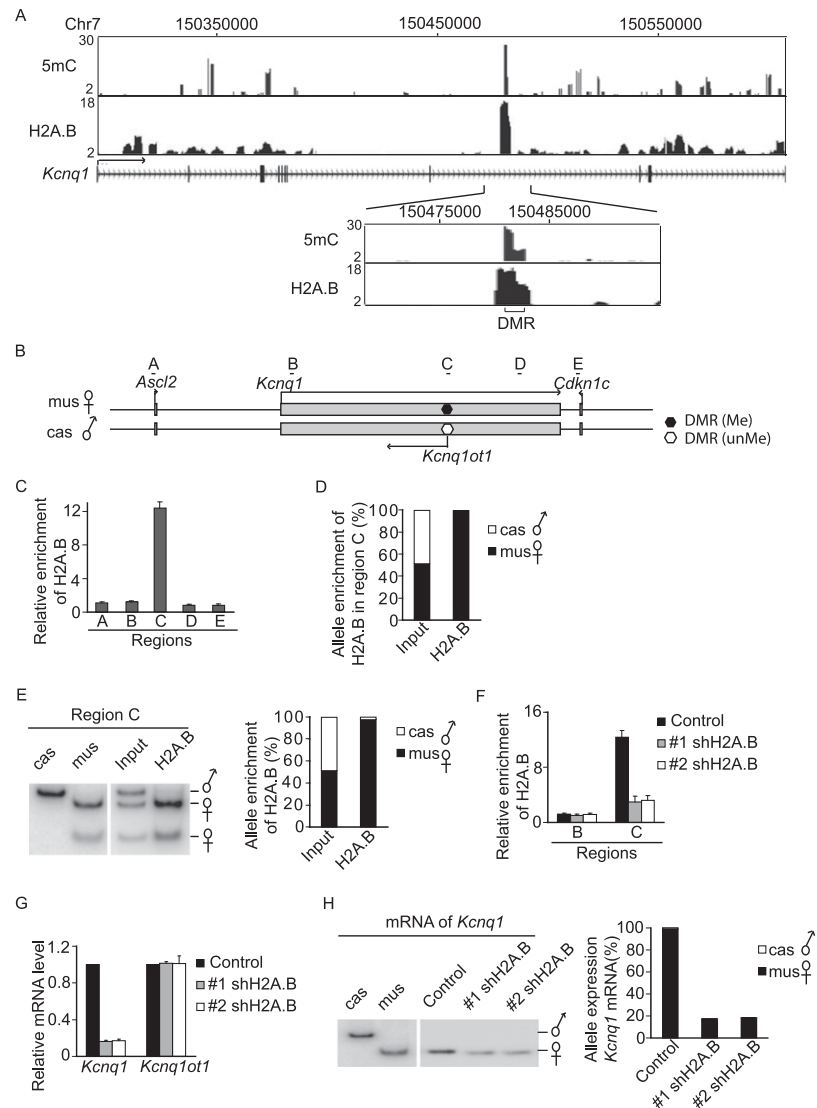 A
Chr7 150350000 150450000 150550000
30
5mC
2
18
H2A.B
2
Kcnq1
150475000 150485000
30
5mC
2
18
H2A.B
2
DMR
B
A B C D E
Ascl2 Kcnq1 Cdkn1c
mus ♀
cas ♂
Kcnq1ot1
DMR (Me)
DMR (unMe)
C
Relative enrichment
of H2A.B
12
8
4
0
A B C D E
Regions
D
Allele enrichment of
H2A.B in region C (%)
100
80
60
40
20
0
Input H2A.B
cas ♂
mus ♀
E
Region C
cas mus Input H2A.B
♂
♀
♀
Allele enrichment
of H2A.B (%)
100
80
60
40
20
0
Input H2A.B
cas ♂
mus ♀
F
Relative enrichment
of H2A.B
16
8
0
B C
Regions
Control
#1 shH2A.B
#2 shH2A.B
G
Relative mRNA level
1.2
0.8
0.4
0
Kcnq1 Kcnq1ot1
Control
#1 shH2A.B
#2 shH2A.B
H
mRNA of Kcnq1
cas mus Control #1 shH2A.B #2 shH2A.B
♂
♀
Allele expression
Kcnq1 mRNA(%)
100
80
60
40
20
0
Control #1 shH2A.B #2 shH2A.B
cas ♂
mus ♀